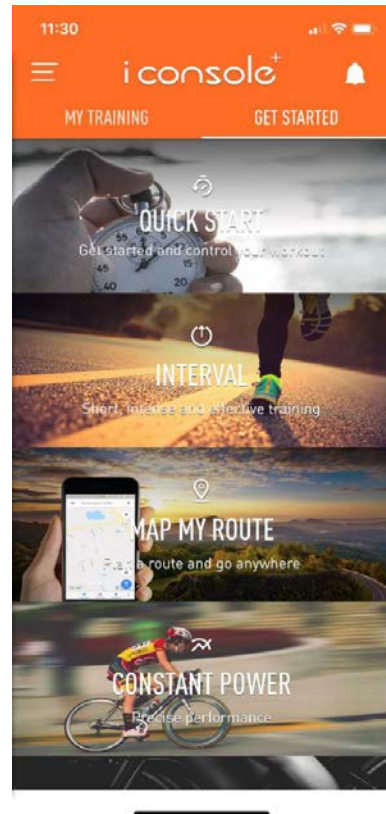 11:30
i console+
MY TRAINING
GET STARTED
QUICK START
Get started and control your workout
INTERVAL
Short, intense and effective training
MAP MY ROUTE
a route and go anywhere
CONSTANT POWER
Precise performance